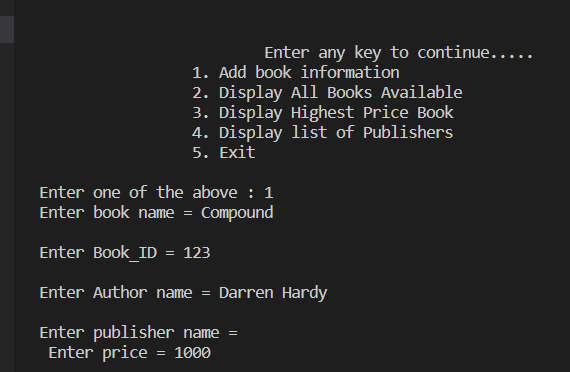 Enter any key to continue.....
1. Add book information
2. Display All Books Available
3. Display Highest Price Book
4. Display list of Publishers
5. Exit
Enter one of the above : 1
Enter book name = Compound
Enter Book_ID = 123
Enter Author name = Darren Hardy
Enter publisher name =
Enter price = 1000